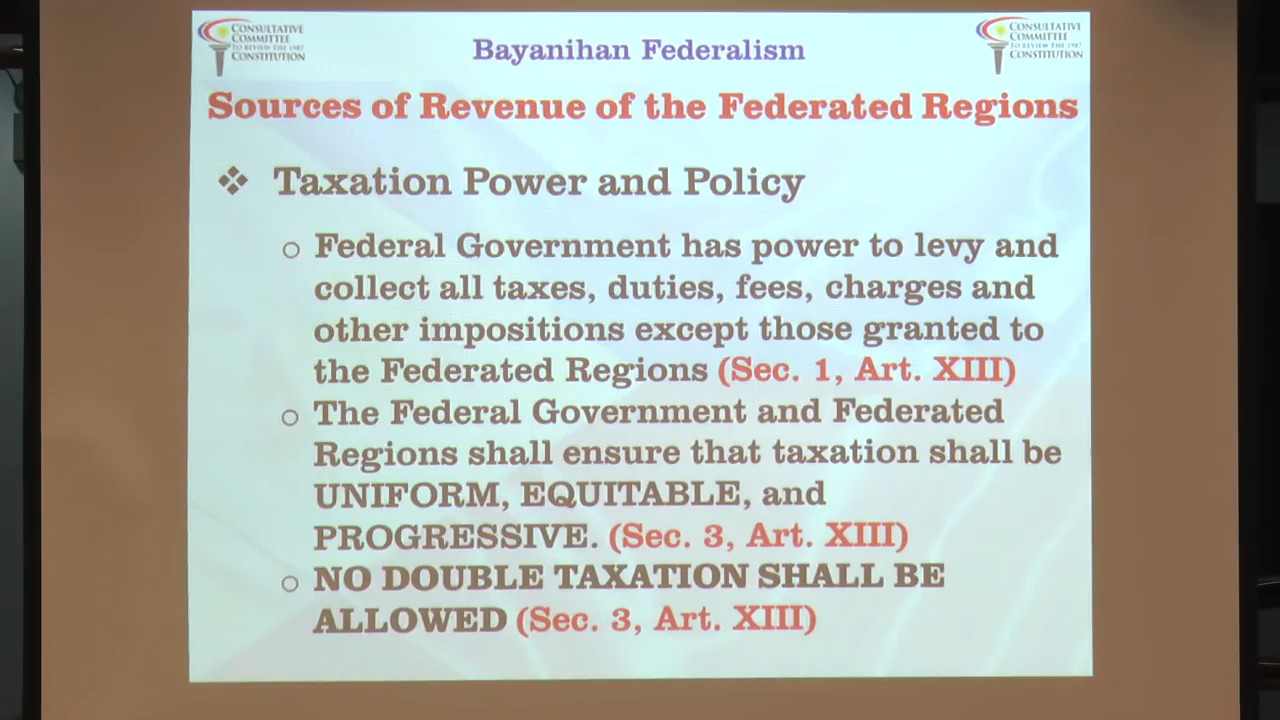 CONSULTATIVE
COMMITTEE
TO REVIEW THE 1987
CONSTITUTION
Bayanihan Federalism
CONSULTATIVE
COMMITTEE
TO REVIEW THE 1987
CONSTITUTION
Sources of Revenue of the Federated Regions
❖ Taxation Power and Policy
o Federal Government has power to levy and
collect all taxes, duties, fees, charges and
other impositions except those granted to
the Federated Regions (Sec. 1, Art. XIII)
o The Federal Government and Federated
Regions shall ensure that taxation shall be
UNIFORM, EQUITABLE, and
PROGRESSIVE. (Sec. 3, Art. XIII)
o NO DOUBLE TAXATION SHALL BE
ALLOWED (Sec. 3, Art. XIII)